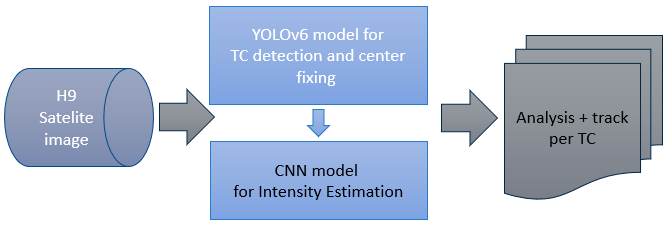 H9
Satelite
image
YOLOv6 model for
TC detection and center
fixing
CNN model
for Intensity Estimation
Analysis + track
per TC